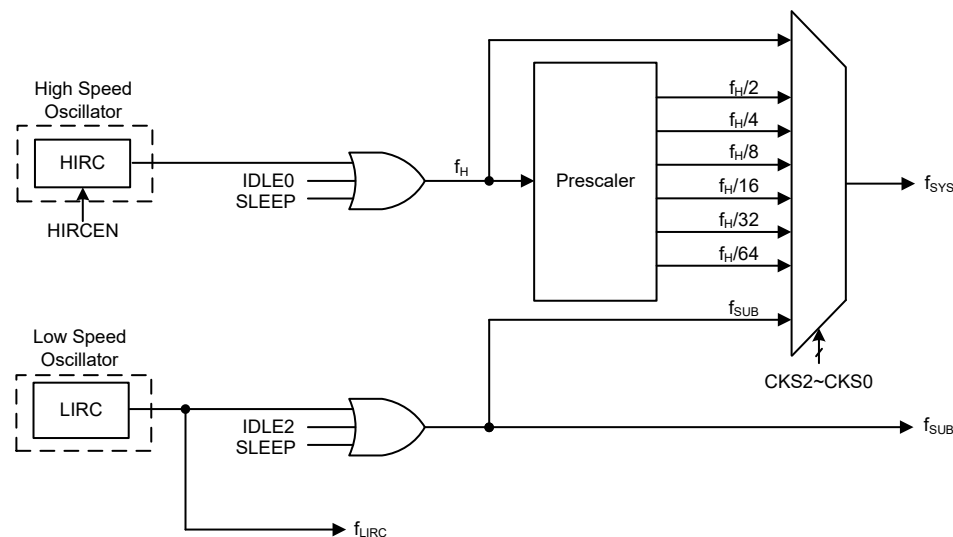 High Speed
Oscillator
HIRC
HIRCEN
IDLE0
SLEEP
fH
Prescaler
fH/2
fH/4
fH/8
fH/16
fH/32
fH/64
fSUB
CKS2~CKS0
fSYS
Low Speed
Oscillator
LIRC
IDLE2
SLEEP
fSUB
fLIRC